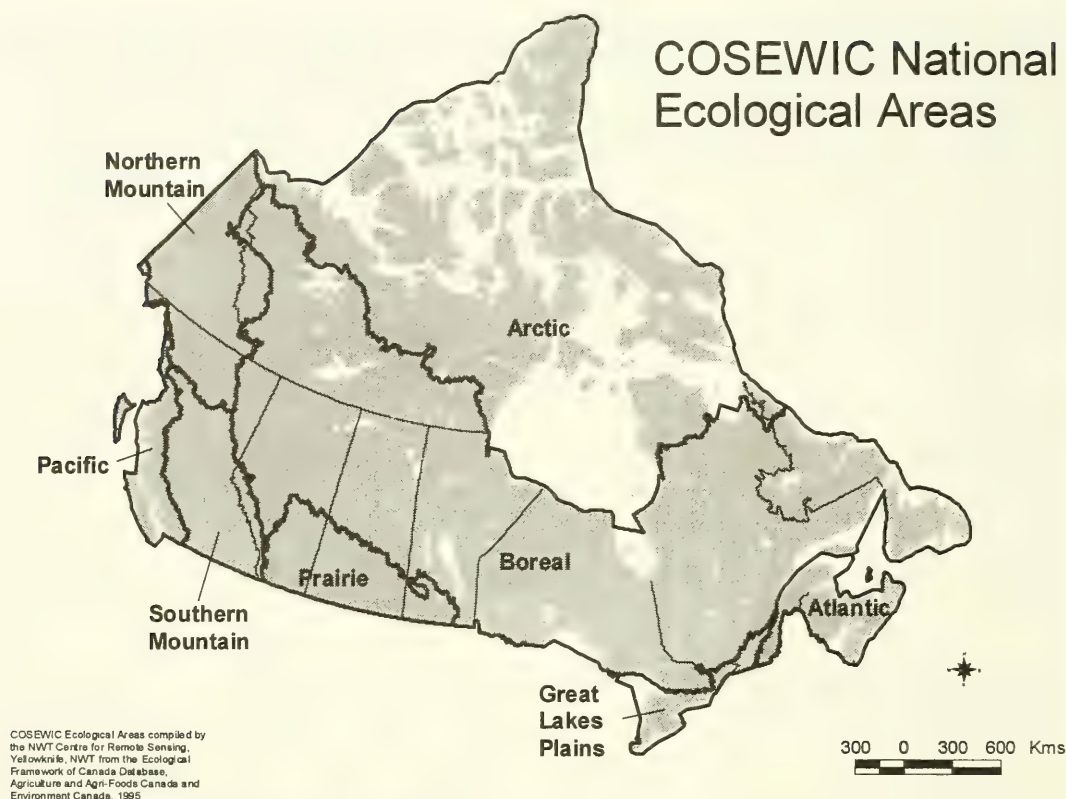 COSEWIC National
Ecological Areas
Northern
Mountain
Arctic
Pacific
Boreal
Prairie
Southern
Mountain
Atlantic
Great
Lakes
Plains
300 0 300 600 Kms
COSEWIC Ecological Areas compiled by
the NWT Centre for Remote Sensing,
Yellowknife, NWT from the Ecological
Framework of Canada Database,
Agriculture and Agri-Foods Canada and
Environment Canada, 1995